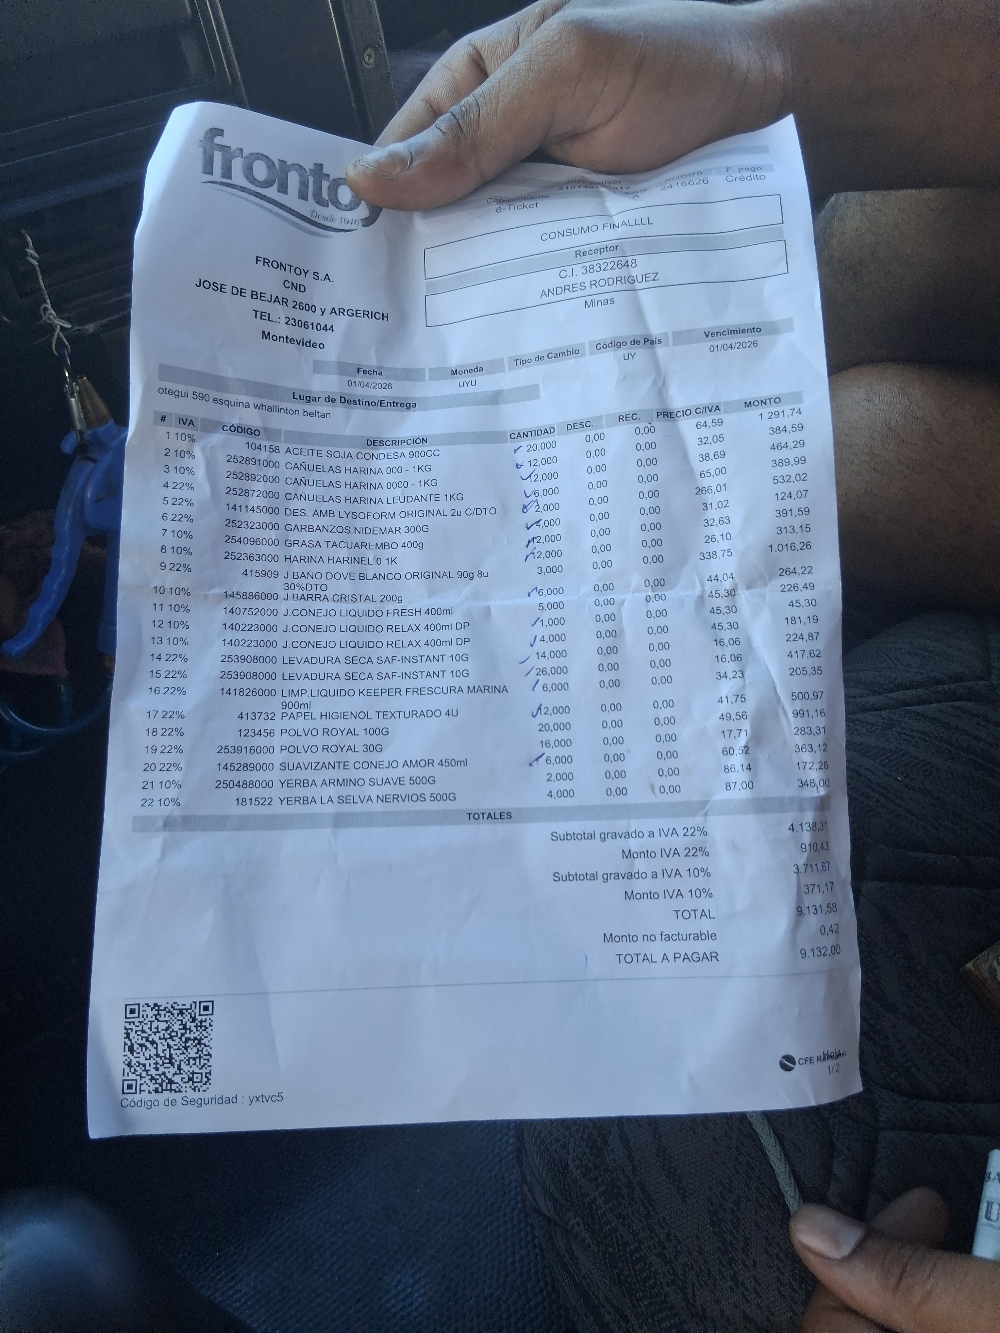 fronto
Desde 1946
FRONTOY S.A.
CND
JOSE DE BEJAR 2600 y ARGERICH
TEL.: 23061044
Montevideo
F. pago
2416626 Crédito
e-Ticket A
CONSUMO FINALLLL
Receptor
C.I. 38322648
ANDRES RODRIGUEZ
Minas
Fecha Moneda Tipo de Cambio Código de País Vencimiento
01/04/2026 UYU UY 01/04/2026
Lugar de Destino/Entrega
otegui 590 esquina whallinton beltan
# IVA CÓDIGO DESCRIPCIÓN CANTIDAD DESC. REC. PRECIO C/IVA MONTO
1 10% 104158 ACEITE SOJA CONDESA 900CC 20,000 0,00 0,00 64,59 1 291,74
2 10% 252891000 CAÑUELAS HARINA 000 - 1KG 12,000 0,00 0,00 32,05 384,59
3 10% 252892000 CAÑUELAS HARINA 0000 - 1KG 12,000 0,00 0,00 38,69 464,29
4 22% 252872000 CAÑUELAS HARINA LEUDANTE 1KG 6,000 0,00 0,00 65,00 389,99
5 22% 141145000 DES. AMB LYSOFORM ORIGINAL 2u C/DTO 2,000 0,00 0,00 266,01 532,02
6 22% 252323000 GARBANZOS NIDEMAR 300G 4,000 0,00 0,00 31,02 124,07
7 10% 254096000 GRASA TACUAREMBO 400g 12,000 0,00 0,00 32,63 391,59
8 10% 252363000 HARINA HARINEL 0 1K 12,000 0,00 0,00 26,10 313,15
9 22% 415909 J.BAÑO DOVE BLANCO ORIGINAL 90g 8u 3,000 0,00 0,00 338,75 1.016,26
30%DTO
10 10% 145886000 J.BARRA CRISTAL 200g 6,000 0,00 0,00 44,04 264,22
11 10% 140752000 J.CONEJO LIQUIDO FRESH 400ml 5,000 0,00 0,00 45,30 226,49
12 10% 140223000 J.CONEJO LIQUIDO RELAX 400ml DP 1,000 0,00 0,00 45,30 45,30
13 10% 140223000 J.CONEJO LIQUIDO RELAX 400ml DP 4,000 0,00 0,00 45,30 181,19
14 22% 253908000 LEVADURA SECA SAF-INSTANT 10G 14,000 0,00 0,00 16,06 224,87
15 22% 253908000 LEVADURA SECA SAF-INSTANT 10G 26,000 0,00 0,00 16,06 417,62
16 22% 141826000 LIMP.LIQUIDO KEEPER FRESCURA MARINA 6,000 0,00 0,00 34,23 205,35
900ml
17 22% 413732 PAPEL HIGIENOL TEXTURADO 4U 12,000 0,00 0,00 41,75 500,97
18 22% 123456 POLVO ROYAL 100G 20,000 0,00 0,00 49,56 991,16
19 22% 253916000 POLVO ROYAL 30G 16,000 0,00 0,00 17,71 283,31
20 22% 145289000 SUAVIZANTE CONEJO AMOR 450ml 6,000 0,00 0,00 60,52 363,12
21 10% 250488000 YERBA ARMINO SUAVE 500G 2,000 0,00 0,00 86,14 172,28
22 10% 181522 YERBA LA SELVA NERVIOS 500G 4,000 0,00 0,00 87,00 348,00
TOTALES
Subtotal gravado a IVA 22% 4.138,31
Monto IVA 22% 910,43
Subtotal gravado a IVA 10% 3.711,67
Monto IVA 10% 371,17
TOTAL 9.131,58
Monto no facturable 0,42
TOTAL A PAGAR 9.132,00
CFE
Hoja
1/ 2
Código de Seguridad : yxtvc5